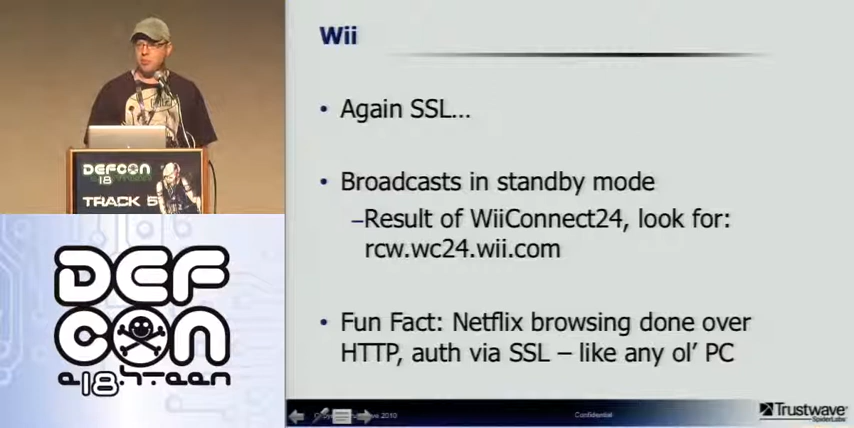 DEFCON
18
TRACK 5
DEF
CON
e18hteen
Wii
• Again SSL...
• Broadcasts in standby mode
–Result of WiiConnect24, look for:
rcw.wc24.wii.com
• Fun Fact: Netflix browsing done over
HTTP, auth via SSL – like any ol' PC
2010
Confidential
Trustwave
SpiderLabs